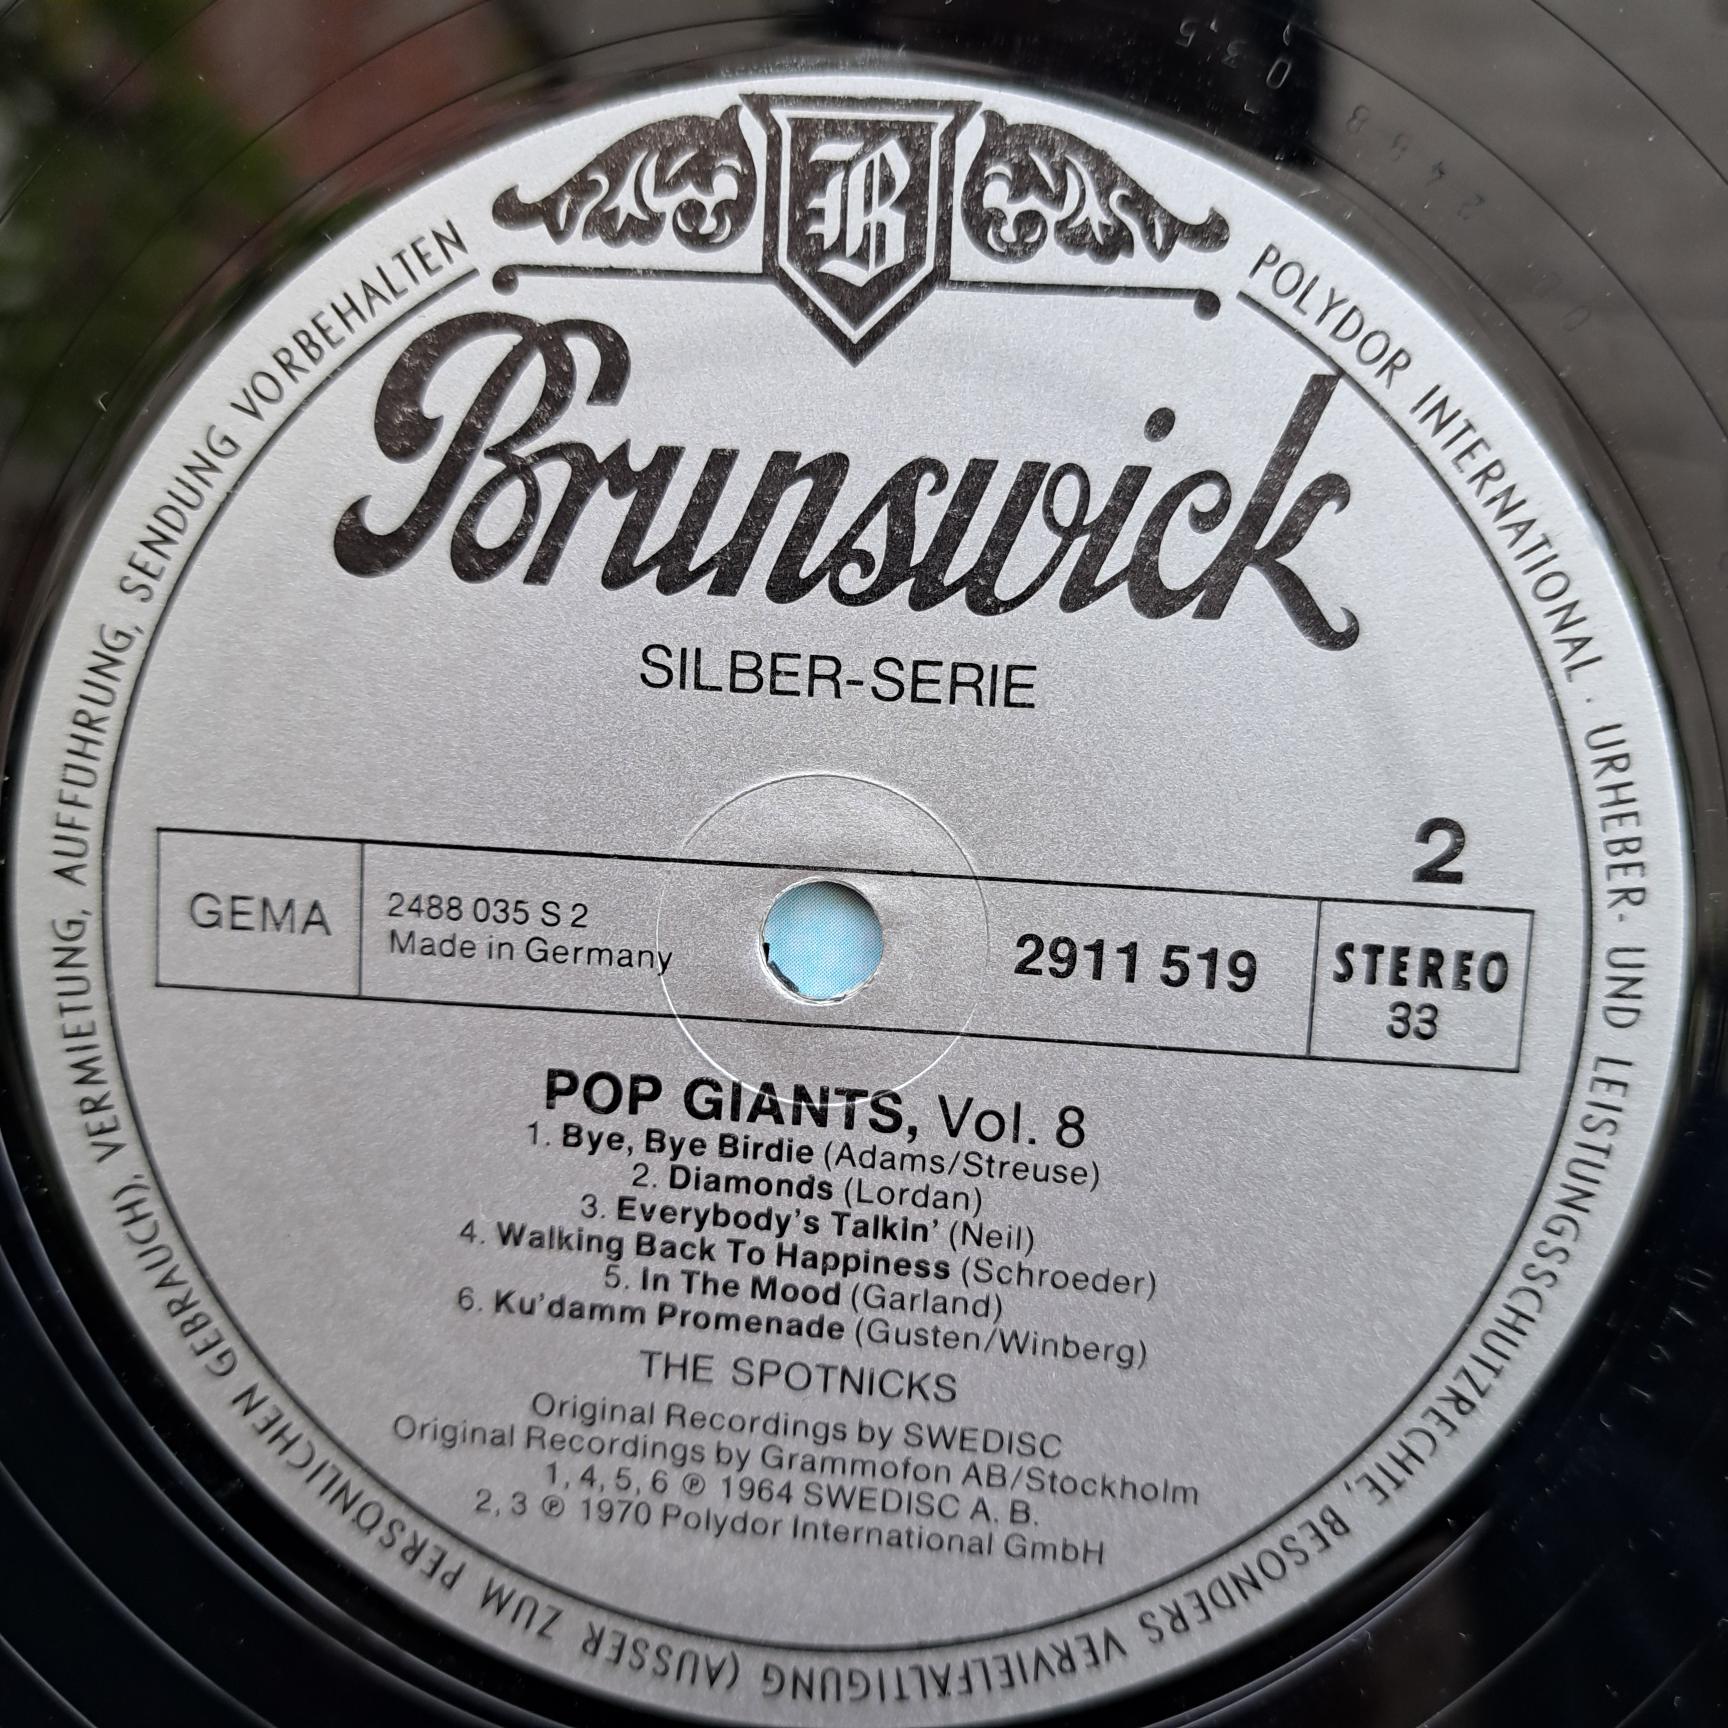 B
Brunswick
SILBER-SERIE
2
GEMA
2488 035 S 2
Made in Germany
2911 519
STEREO
33
POP GIANTS, Vol. 8
1. Bye, Bye Birdie (Adams/Streuse)
2. Diamonds (Lordan)
3. Everybody's Talkin' (Neil)
4. Walking Back To Happiness (Schroeder)
5. In The Mood (Garland)
6. Ku'damm Promenade (Gusten/Winberg)
THE SPOTNICKS
Original Recordings by SWEDISC
Original Recordings by Grammofon AB/Stockholm
1, 4, 5, 6 ℗ 1964 SWEDISC A. B.
2, 3 ℗ 1970 Polydor International GmbH
POLYDOR INTERNATIONAL · URHEBER- UND LEISTUNGSSCHUTZRECHTE, BESONDERS VERVIELFÄLTIGUNG (AUSSER ZUM PERSÖNLICHEN GEBRAUCH), VERMIETUNG, AUFFÜHRUNG, SENDUNG VORBEHALTEN